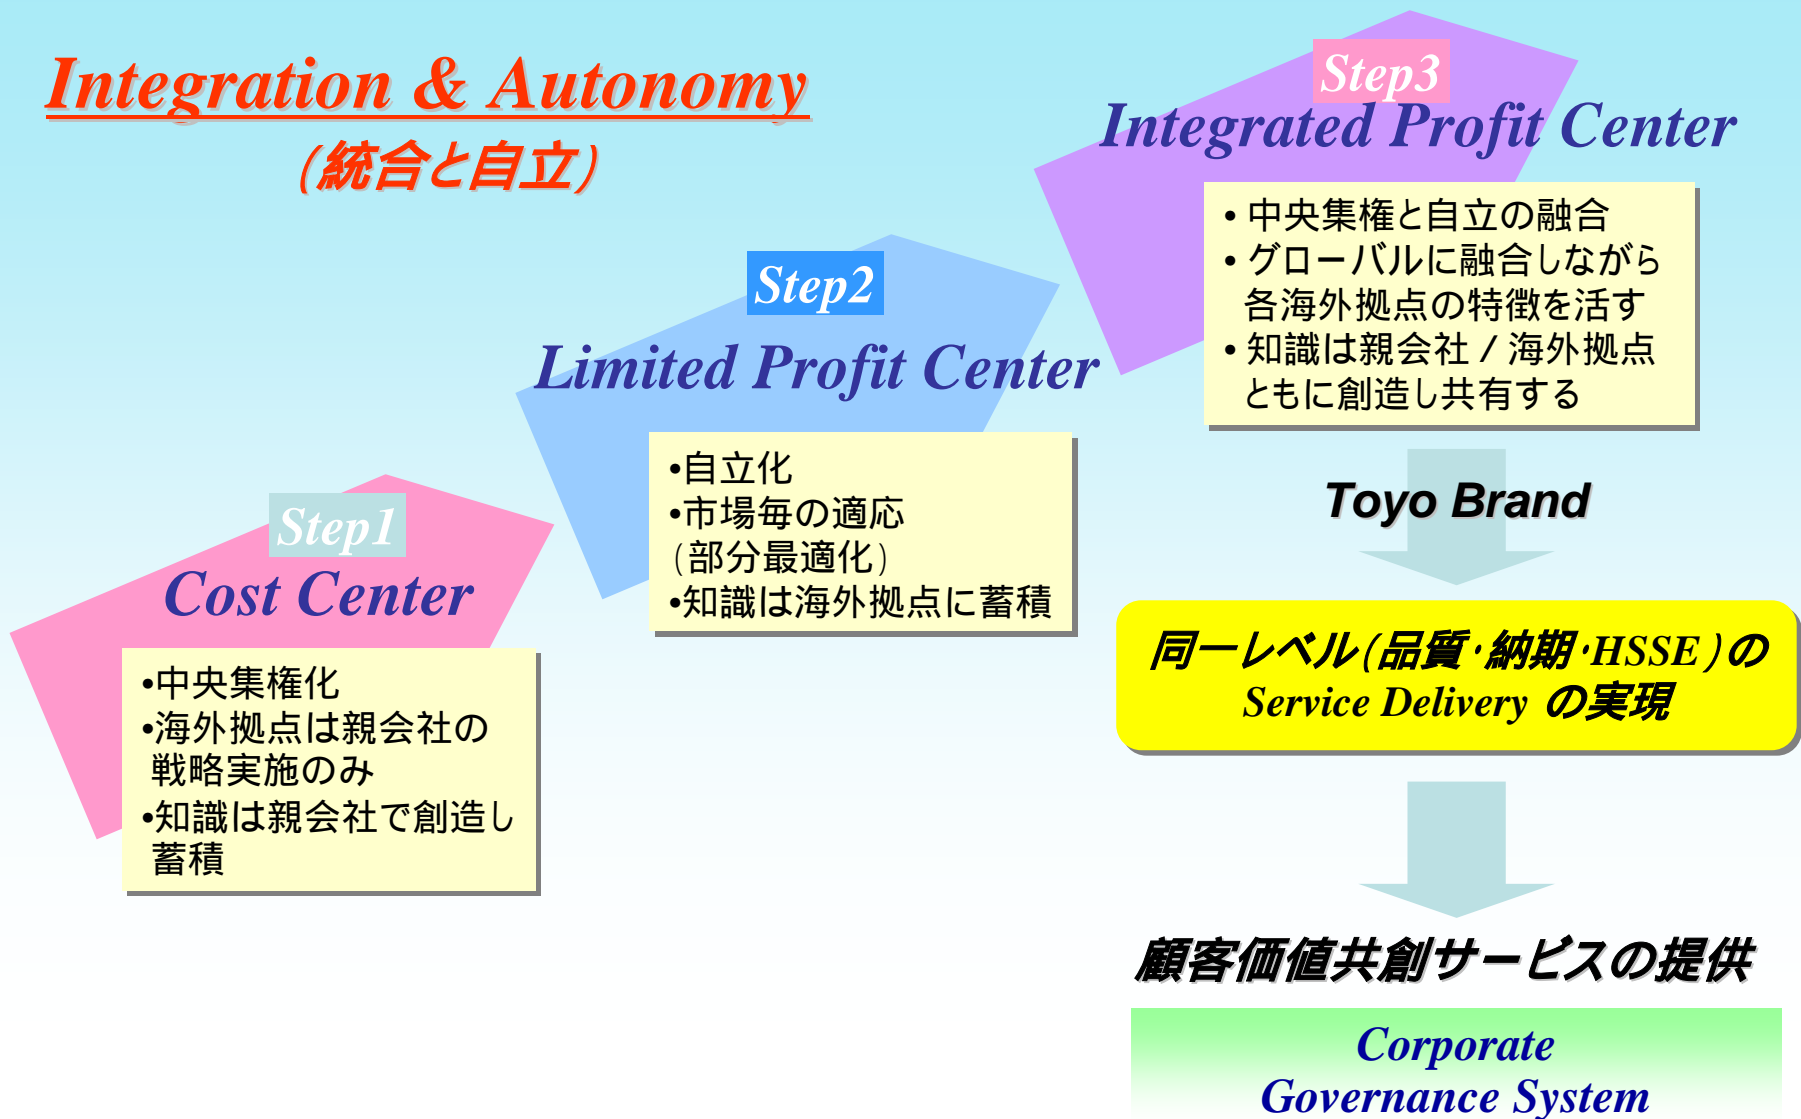 Integration & Autonomy
(統合と自立)
Step3
Integrated Profit Center
• 中央集権と自立の融合
• グローバルに融合しながら
各海外拠点の特徴を活す
• 知識は親会社 / 海外拠点
ともに創造し共有する
Step2
Limited Profit Center
•自立化
•市場毎の適応
(部分最適化)
•知識は海外拠点に蓄積
Step1
Cost Center
•中央集権化
•海外拠点は親会社の
戦略実施のみ
•知識は親会社で創造し
蓄積
Toyo Brand
同一レベル(品質·納期·HSSE)の
Service Delivery の実現
顧客価値共創サービスの提供
Corporate
Governance System